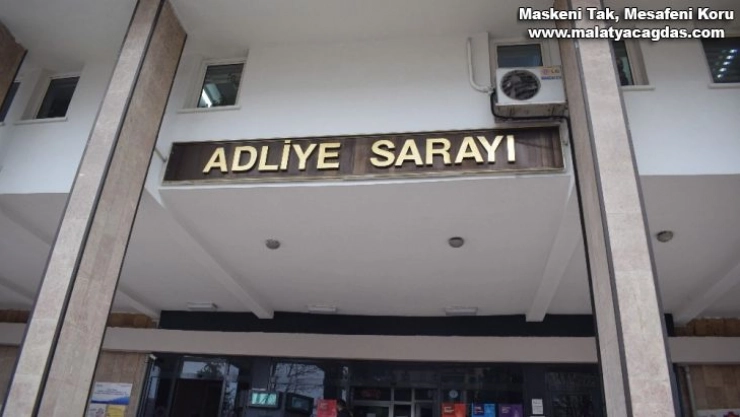 Maskeni Tak, Mesafeni Koru
www.malatyacagdas.com
ADLİYE SARAYI